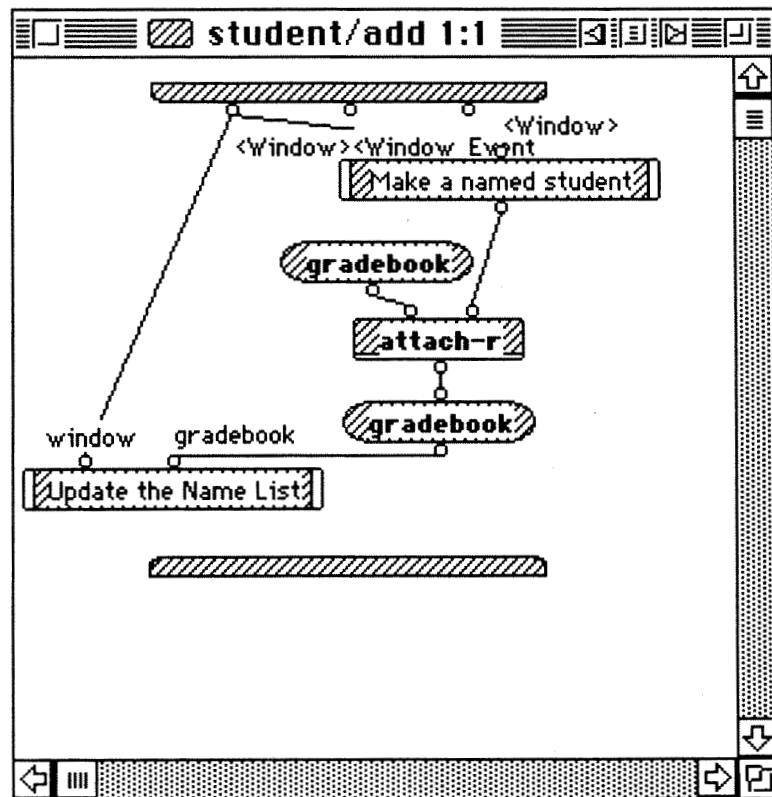 student/add 1:1
<Window>
<Window><Window Event
Make a named student
gradebook
attach-r
gradebook
window gradebook
Update the Name List